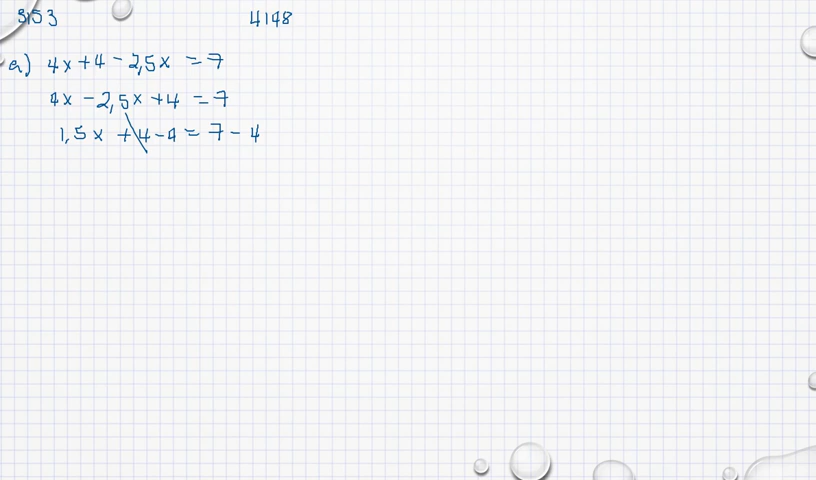 3153 4148
a) 4x + 4 - 2,5x = 7
4x - 2,5x + 4 = 7
1,5x + 4 - 4 = 7 - 4